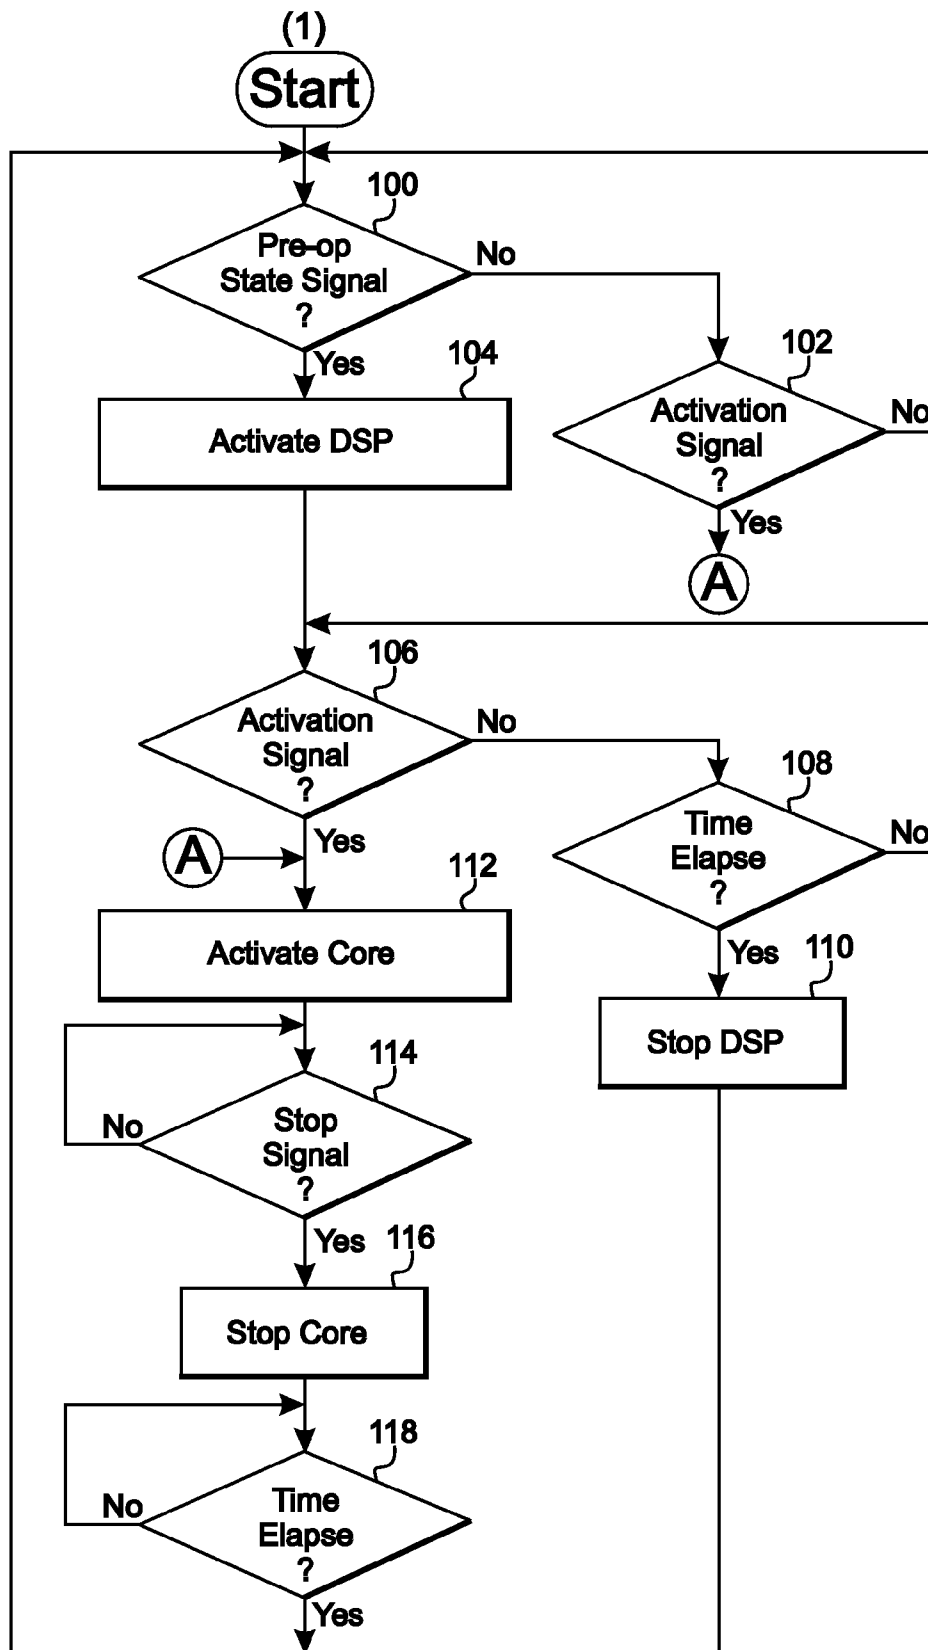 (1)
Start
100
Pre-op
State Signal
?
No
Yes
102
Activation
Signal
?
No
Yes
A
104
Activate DSP
106
Activation
Signal
?
No
Yes
108
Time
Elapse
?
No
Yes
110
Stop DSP
A
112
Activate Core
114
Stop
Signal
?
No
Yes
116
Stop Core
118
Time
Elapse
?
No
Yes